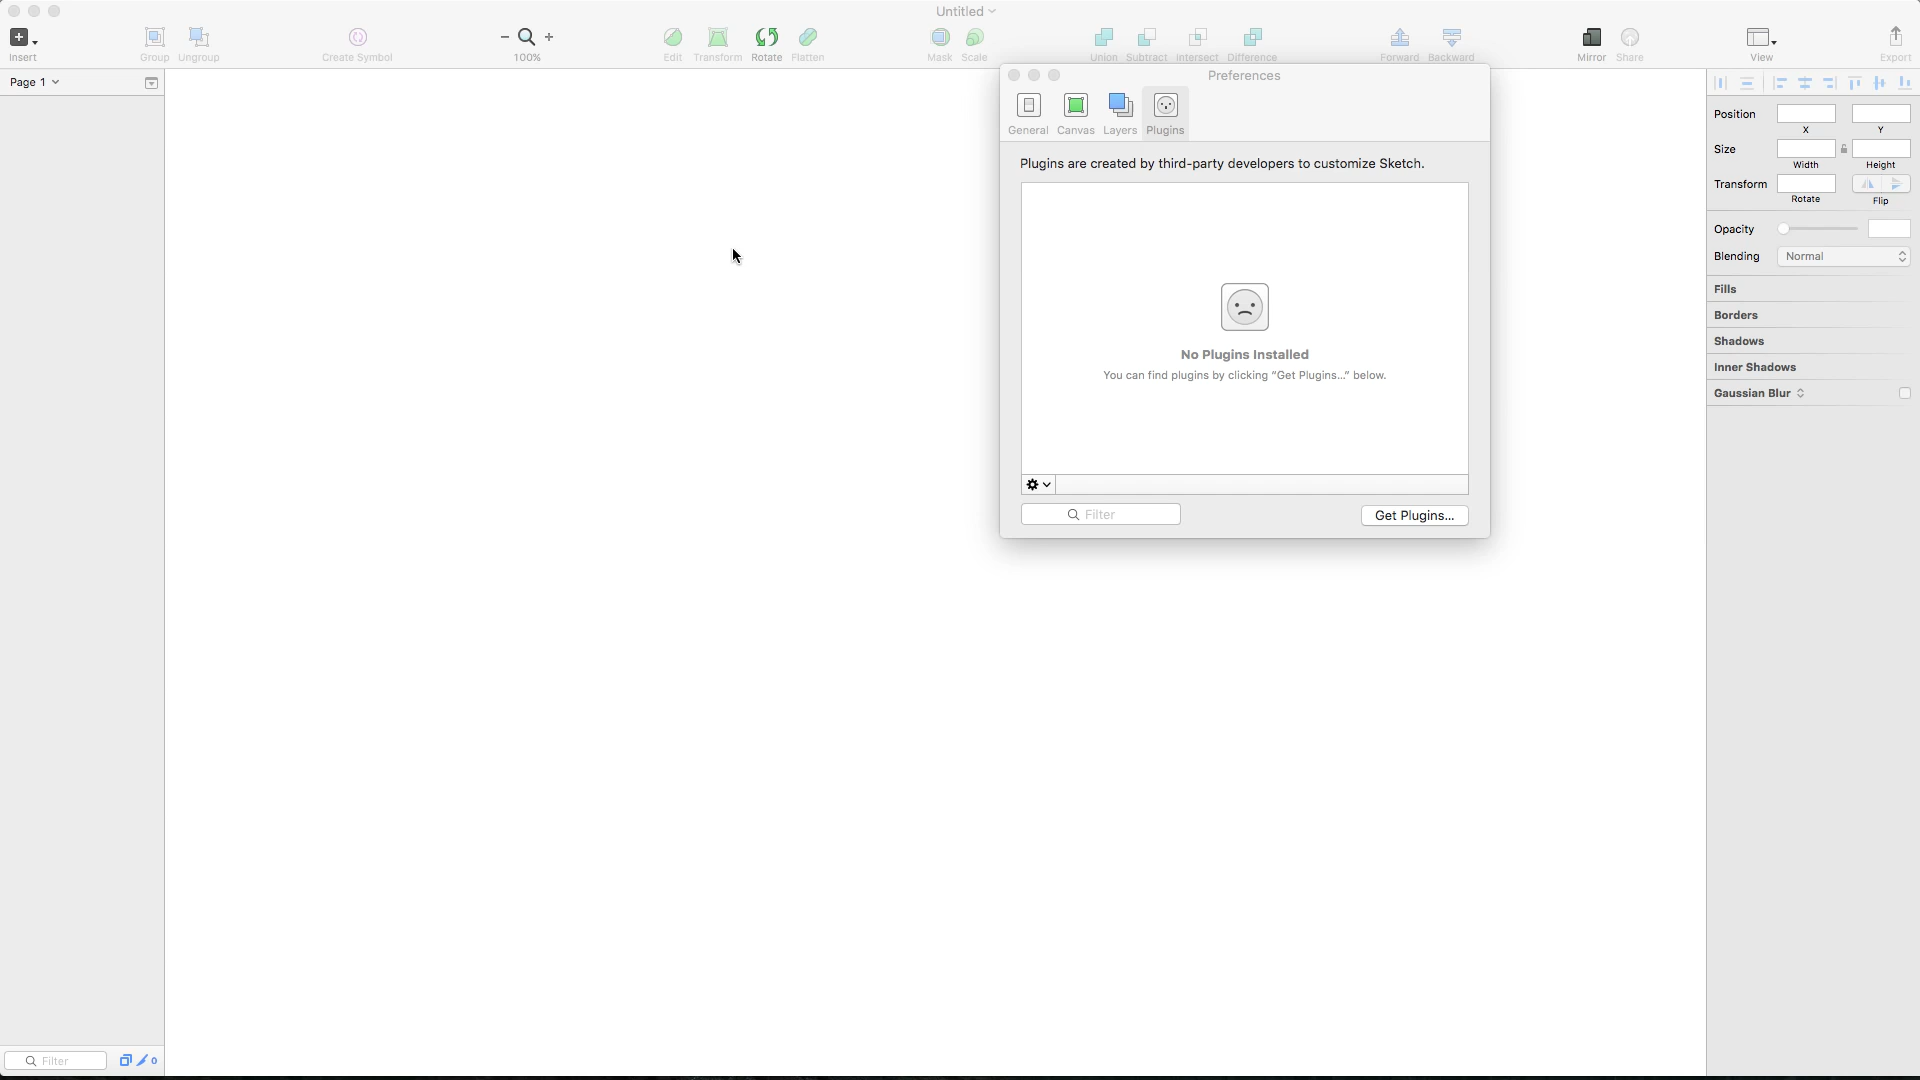 Untitled
Insert
Group
Ungroup
Create Symbol
100%
Edit
Transform
Rotate
Flatten
Mask
Scale
Union
Subtract
Intersect
Difference
Forward
Backward
Mirror
Share
View
Export
Page 1
Preferences
General
Canvas
Layers
Plugins
Plugins are created by third-party developers to customize Sketch.
No Plugins Installed
You can find plugins by clicking "Get Plugins..." below.
Filter
Get Plugins...
Position
X
Y
Size
Width
Height
Transform
Rotate
Flip
Opacity
Blending
Normal
Fills
Borders
Shadows
Inner Shadows
Gaussian Blur
Filter
0